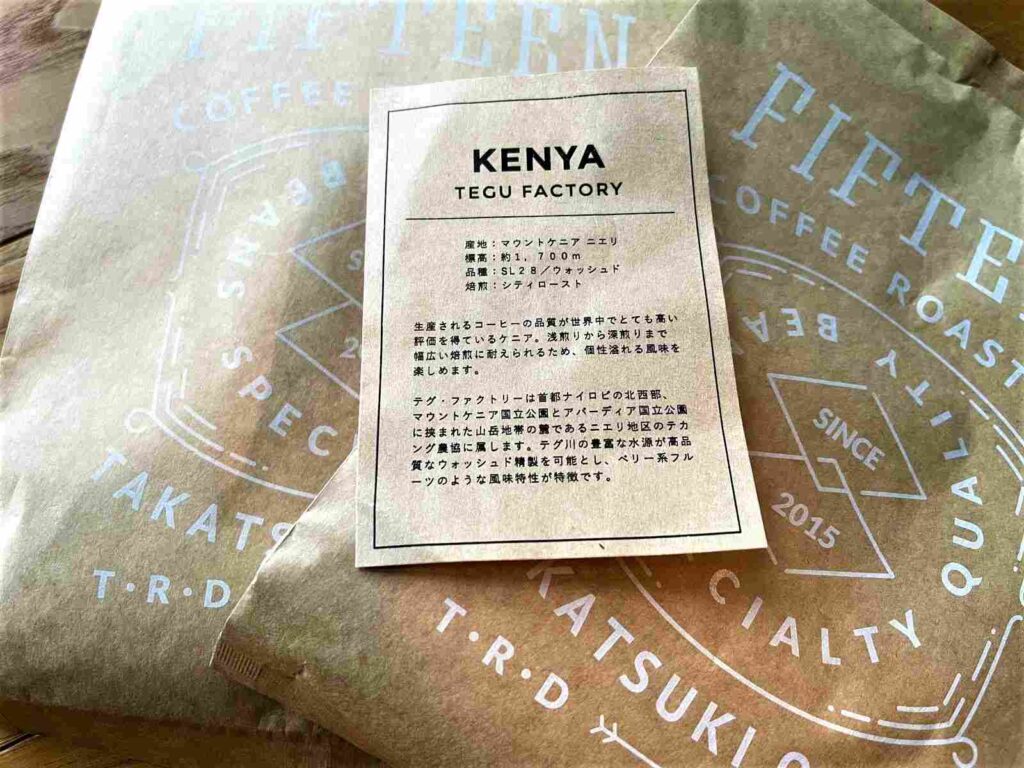 FIFTEEN
COFFEE
BEANS
SPEC
TAKATS
T・R・D
KENYA
TEGU FACTORY
産地：マウントケニア ニエリ
標高：約１，７００ｍ
品種：ＳＬ２８／ウォッシュド
焙煎：シティロースト
生産されるコーヒーの品質が世界中でとても高い
評価を得ているケニア。浅煎りから深煎りまで
幅広い焙煎に耐えられるため、個性溢れる風味を
楽しめます。
テグ・ファクトリーは首都ナイロビの北西部、
マウントケニア国立公園とアバーディア国立公園
に挟まれた山岳地帯の麓であるニエリ地区のテカ
ング農協に属します。テグ川の豊富な水源が高品
質なウォッシュド精製を可能とし、ベリー系フル
ーツのような風味特性が特徴です。
FIFTE
COFFEE ROAST
BEA
QUALITY
SINCE
2015
CIALTY
KATSUKI
T・R・D